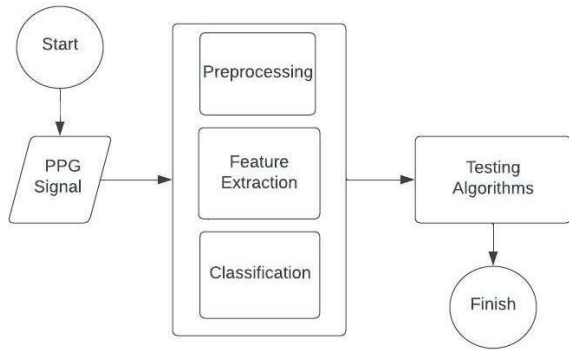 Start
PPG
Signal
Preprocessing
Feature
Extraction
Classification
Testing
Algorithms
Finish